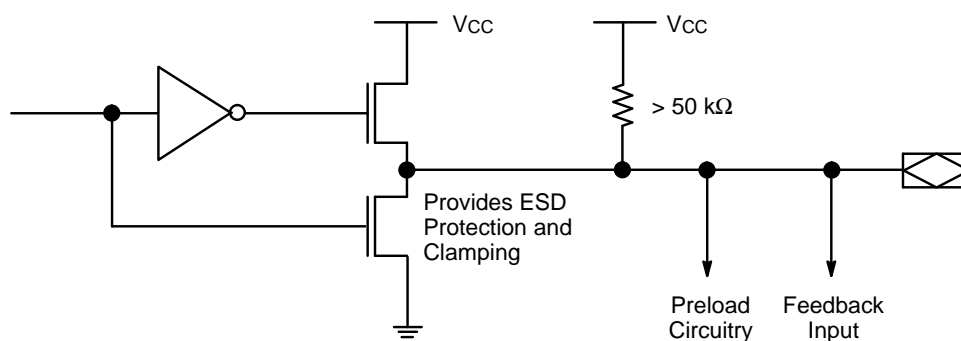 VCC
VCC
> 50 kΩ
Provides ESD
Protection and
Clamping
Preload
Circuitry
Feedback
Input